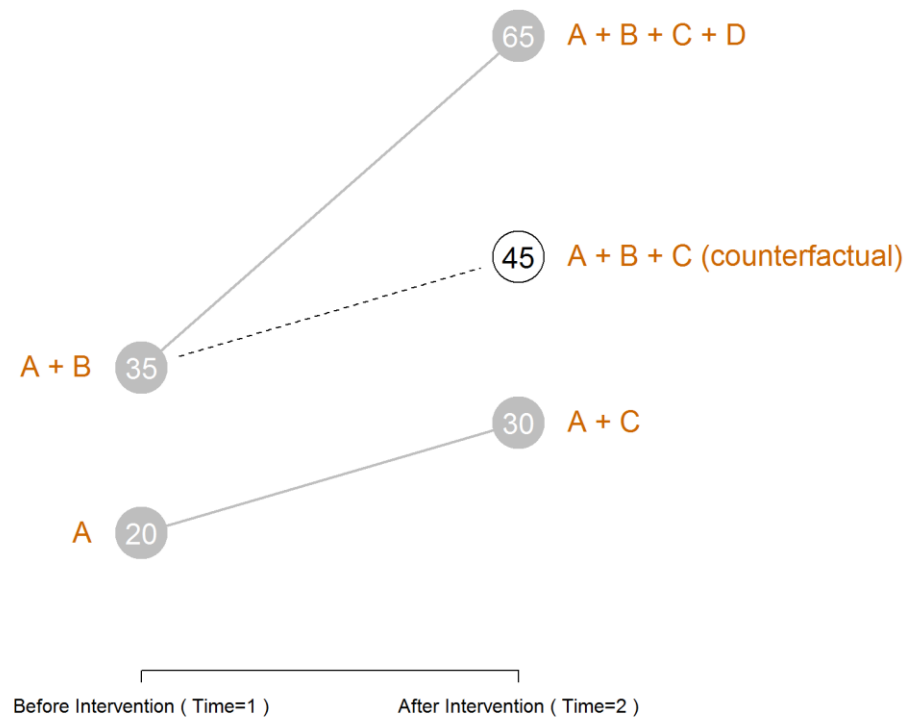 65 A + B + C + D
45 A + B + C (counterfactual)
A + B 35
30 A + C
A 20
Before Intervention ( Time=1 ) After Intervention ( Time=2 )